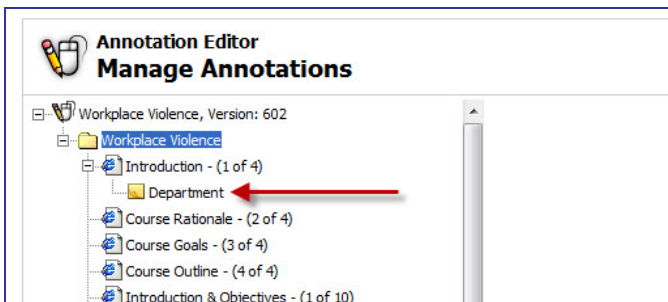 Annotation Editor
Manage Annotations
Workplace Violence, Version: 602
Workplace Violence
Introduction - (1 of 4)
Department
Course Rationale - (2 of 4)
Course Goals - (3 of 4)
Course Outline - (4 of 4)
Introduction & Objectives - (1 of 10)